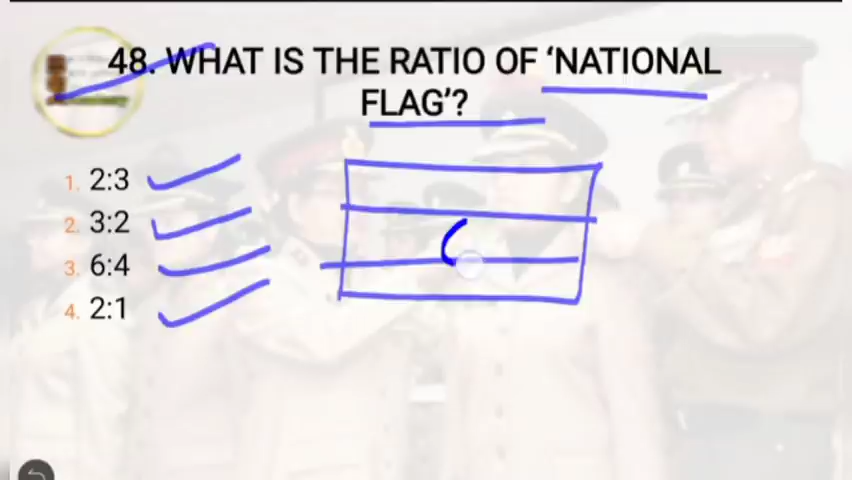 48. WHAT IS THE RATIO OF ‘NATIONAL
FLAG’?
1. 2:3
2. 3:2
3. 6:4
4. 2:1